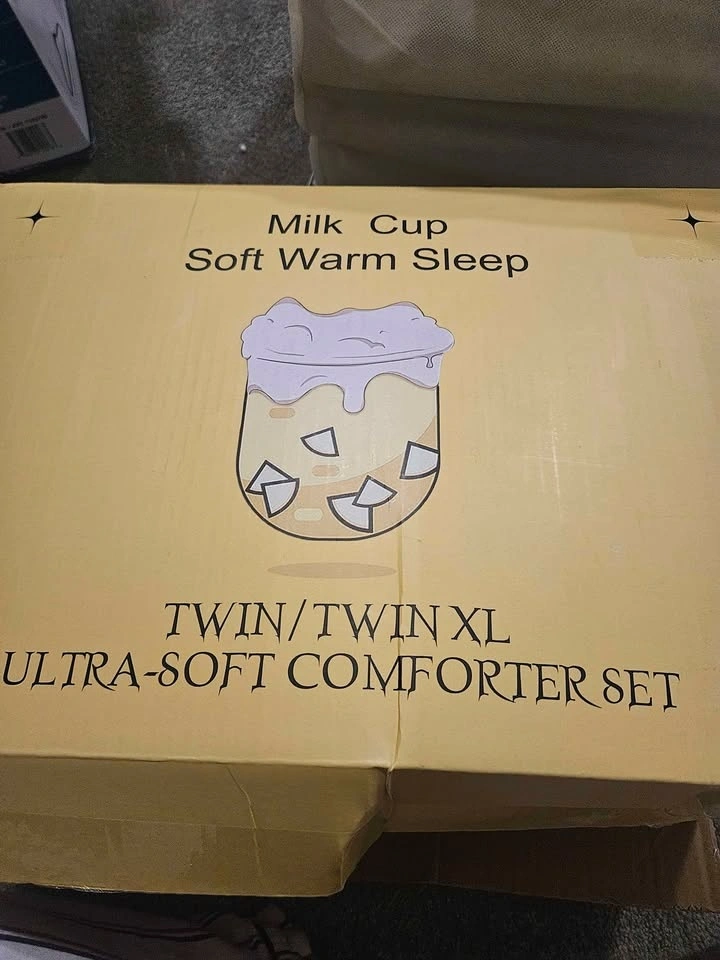 Milk Cup
Soft Warm Sleep
TWIN/TWIN XL
ULTRA-SOFT COMFORTER SET